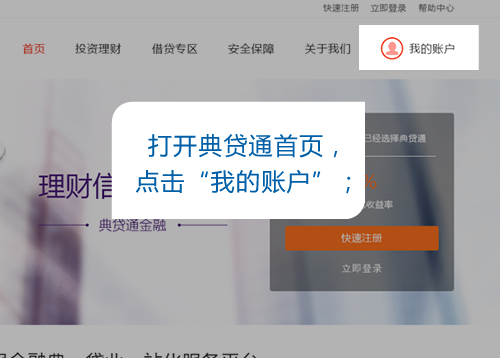 快速注册 立即登录 帮助中心
首页 投资理财 借贷专区 安全保障 关于我们 我的账户
打开典贷通首页，
点击“我的账户”；
已经选择典贷通
理财信
%
收益率
典贷通金融
快速注册
立即登录